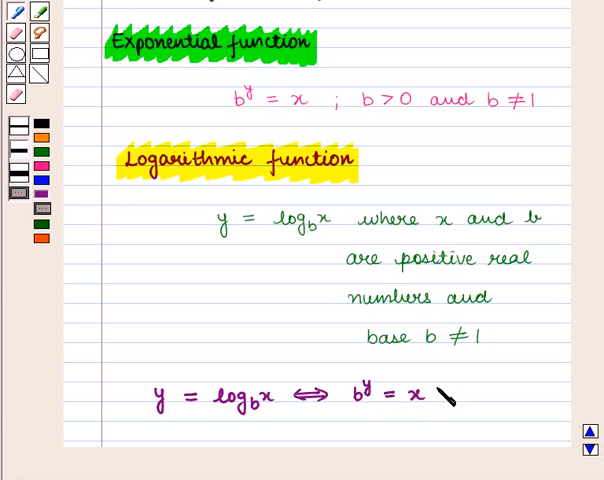 Exponential function
b^y = x ; b > 0 and b ≠ 1
Logarithmic function
y = log_b x where x and b
are positive real
numbers and
base b ≠ 1
y = log_b x ⟺ b^y = x